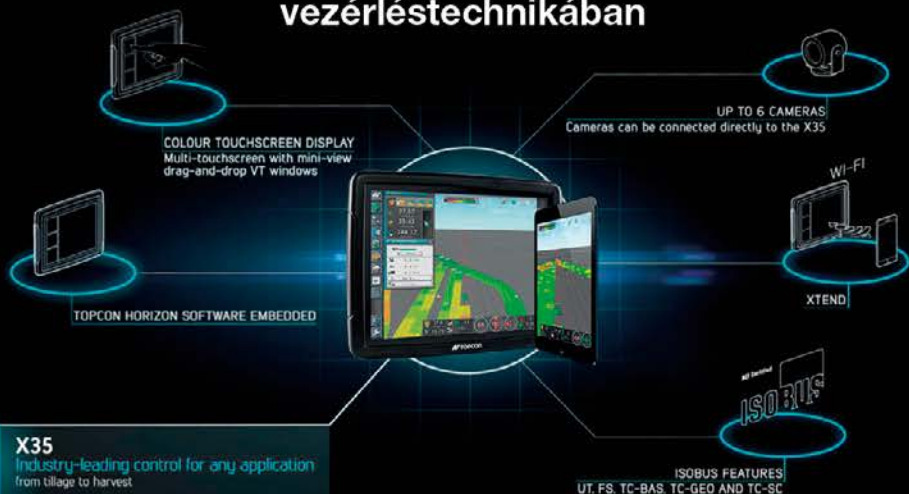 vezérléstechnikában
UP TO 6 CAMERAS
Cameras can be connected directly to the X35
COLOUR TOUCHSCREEN DISPLAY
Multi-touchscreen with mini-view
drag-and-drop VT windows
WI-FI
XTEND
TOPCON HORIZON SOFTWARE EMBEDDED
TOPCON
ISOBUS
X35
Industry-leading control for any application
from tillage to harvest
ISOBUS FEATURES
UT, FS, TC-BAS, TC-GEO AND TC-SC